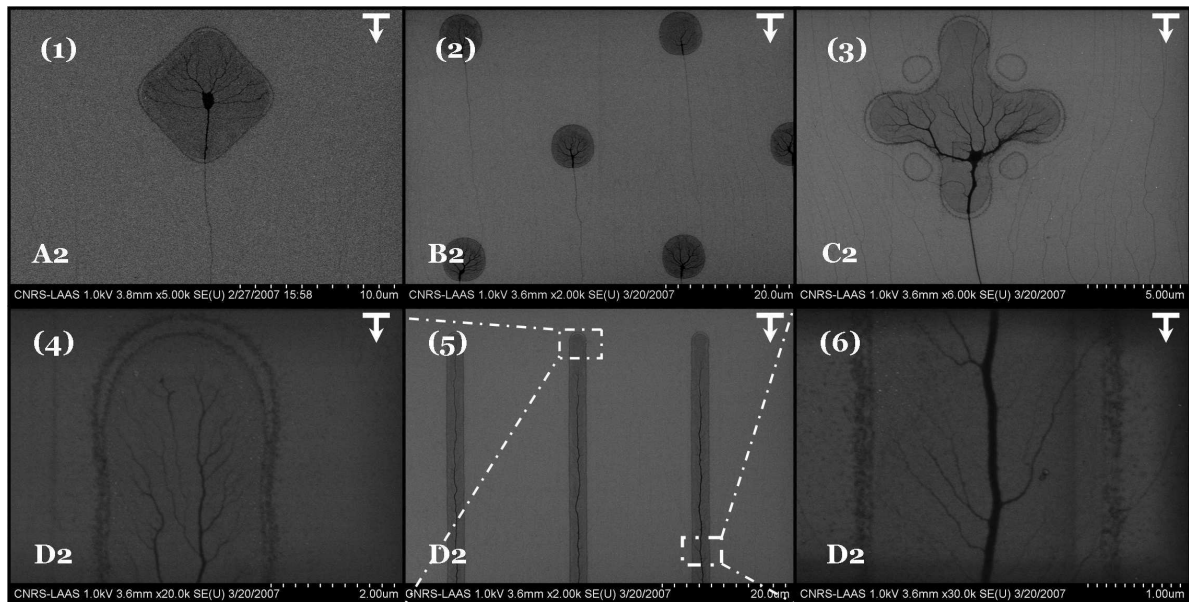 (1)
A2
CNRS-LAAS 1.0kV 3.8mm x5.00k SE(U) 2/27/2007 15:58 10.0um
(2)
B2
CNRS-LAAS 1.0kV 3.6mm x2.00k SE(U) 3/20/2007 20.0um
(3)
C2
CNRS-LAAS 1.0kV 3.6mm x6.00k SE(U) 3/20/2007 5.00um
(4)
D2
CNRS-LAAS 1.0kV 3.6mm x20.0k SE(U) 3/20/2007 2.00um
(5)
D2
CNRS-LAAS 1.0kV 3.6mm x2.00k SE(U) 3/20/2007 20.0um
(6)
D2
CNRS-LAAS 1.0kV 3.6mm x30.0k SE(U) 3/20/2007 1.00um